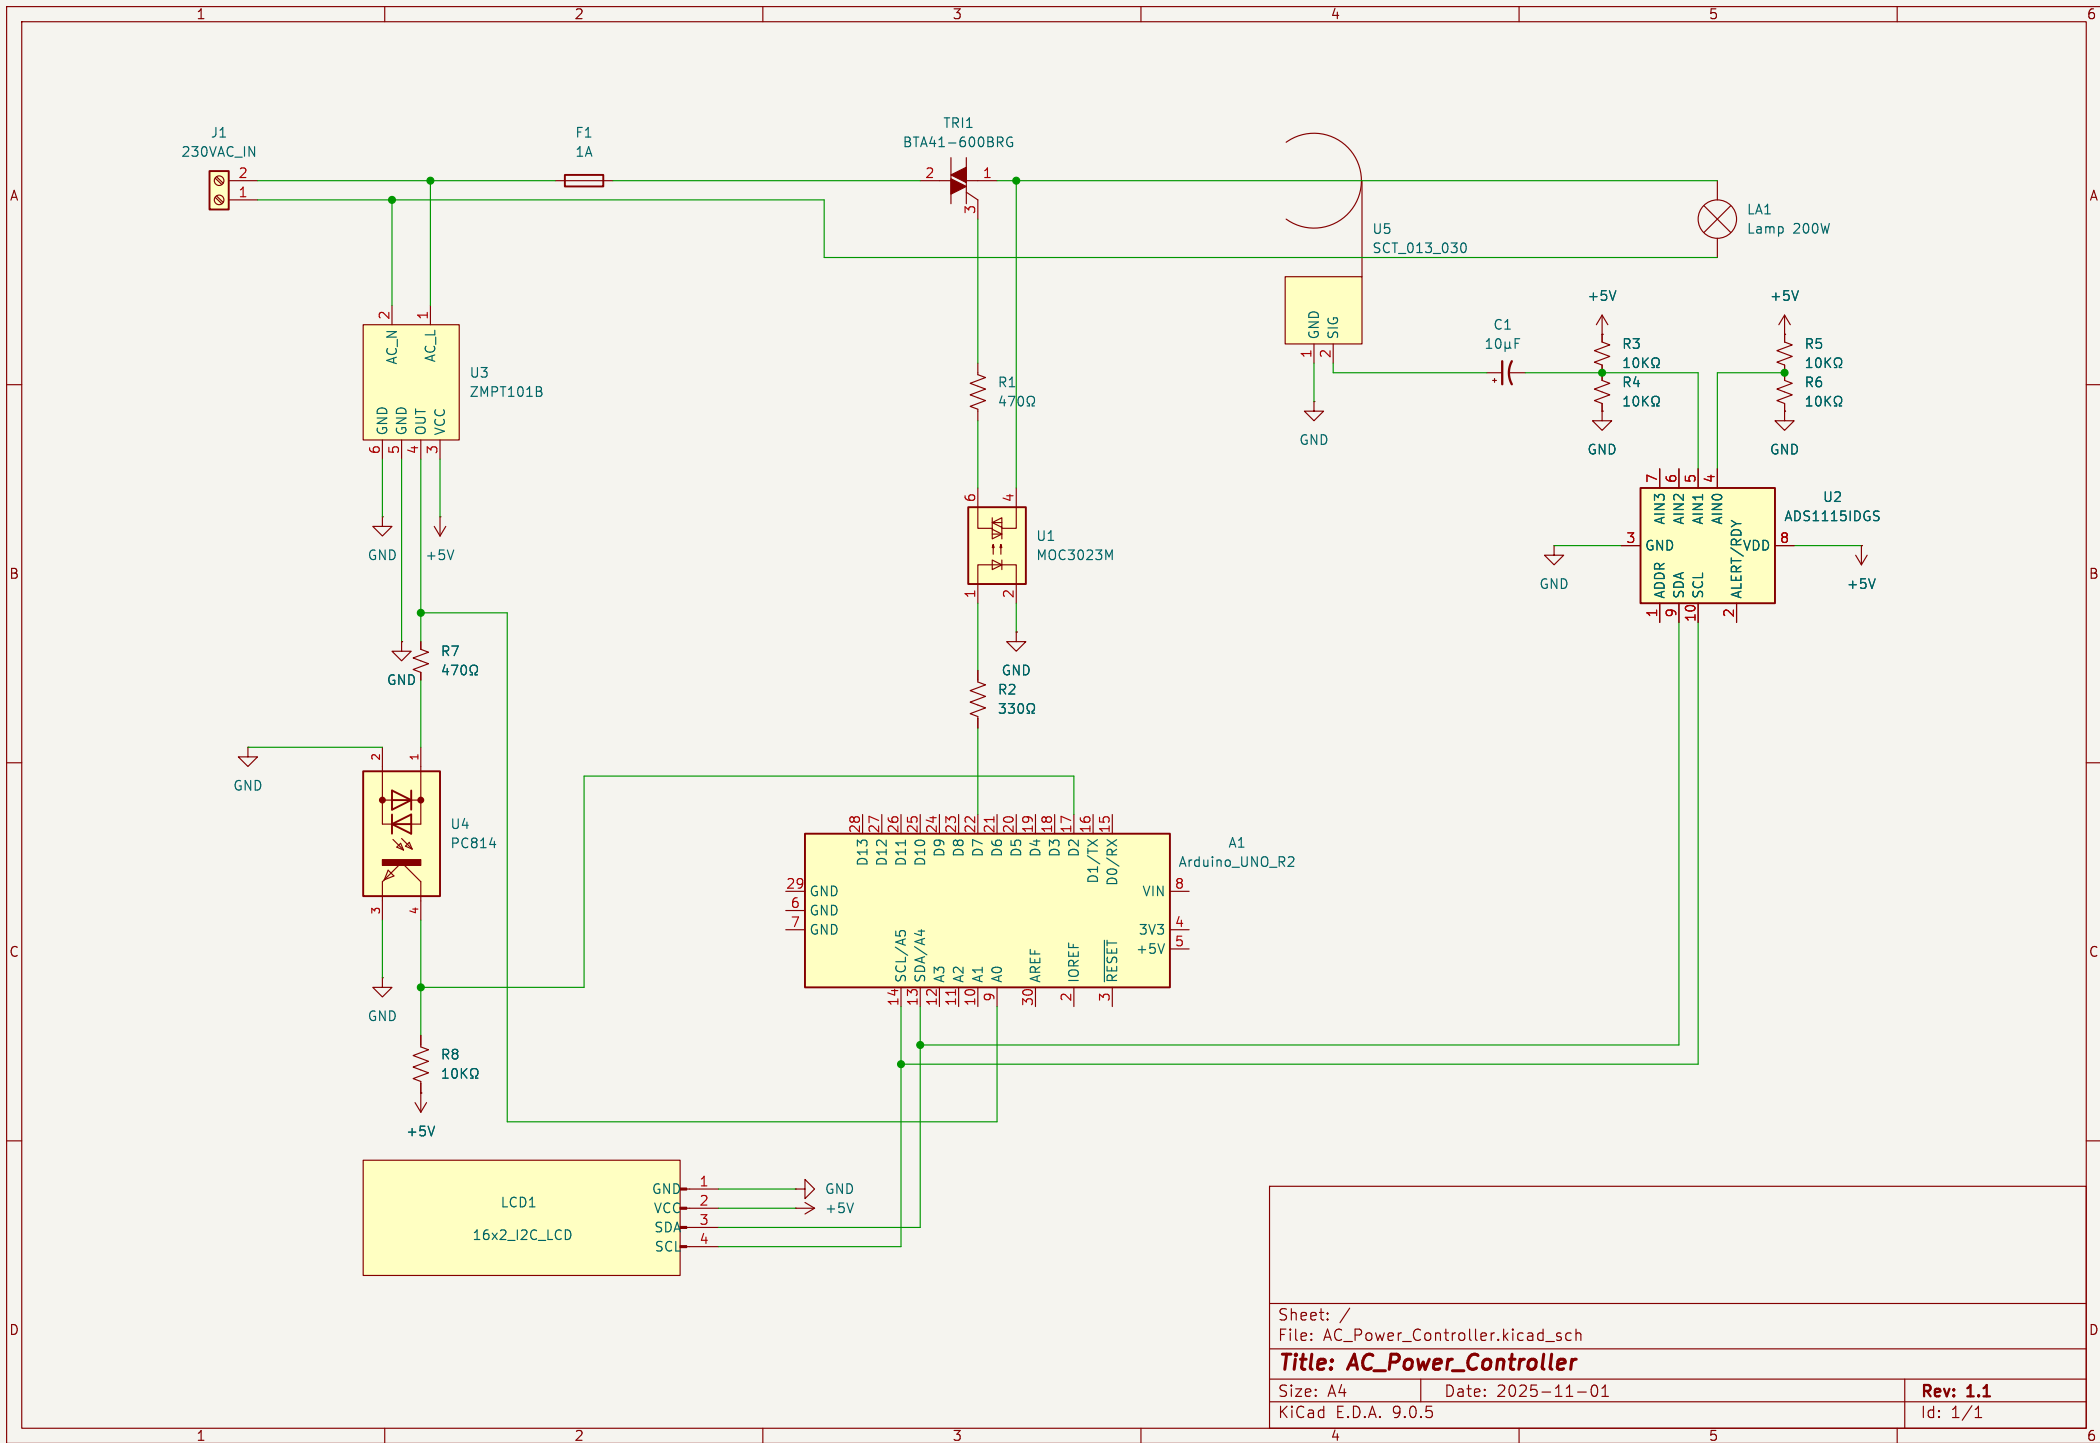 1 2 3 4 5 6
A
B
C
D
A
B
C
D
1 2 3 4 5 6
J1
230VAC_IN
2
1
F1
1A
TRI1
BTA41-600BRG
2
1
3
U5
SCT_013_030
GND
SIG
1
2
GND
LA1
Lamp 200W
C1
10µF
+
+5V
R3
10KΩ
R4
10KΩ
GND
+5V
R5
10KΩ
R6
10KΩ
GND
2
1
AC_N
AC_L
U3
ZMPT101B
GND
GND
OUT
VCC
6
5
4
3
GND
+5V
GND
R7
470Ω
R1
470Ω
6
4
U1
MOC3023M
1
2
GND
R2
330Ω
7
6
5
4
AIN3
AIN2
AIN1
AIN0
U2
ADS1115IDGS
3
GND
VDD
8
ADDR
SDA
SCL
ALERT/RDY
1
9
10
2
GND
+5V
GND
2
1
U4
PC814
3
4
GND
R8
10KΩ
+5V
28
27
26
25
24
23
22
21
20
19
18
17
16
15
D13
D12
D11
D10
D9
D8
D7
D6
D5
D4
D3
D2
D1/TX
D0/RX
A1
Arduino_UNO_R2
29
GND
6
GND
7
GND
VIN
8
3V3
4
+5V
5
SCL/A5
SDA/A4
A3
A2
A1
A0
AREF
IOREF
RESET
14
13
12
11
10
9
30
2
3
LCD1
16x2_I2C_LCD
GND
1
GND
VCC
2
+5V
SDA
3
SCL
4
Sheet: /
File: AC_Power_Controller.kicad_sch
Title: AC_Power_Controller
Size: A4
Date: 2025-11-01
Rev: 1.1
KiCad E.D.A. 9.0.5
Id: 1/1